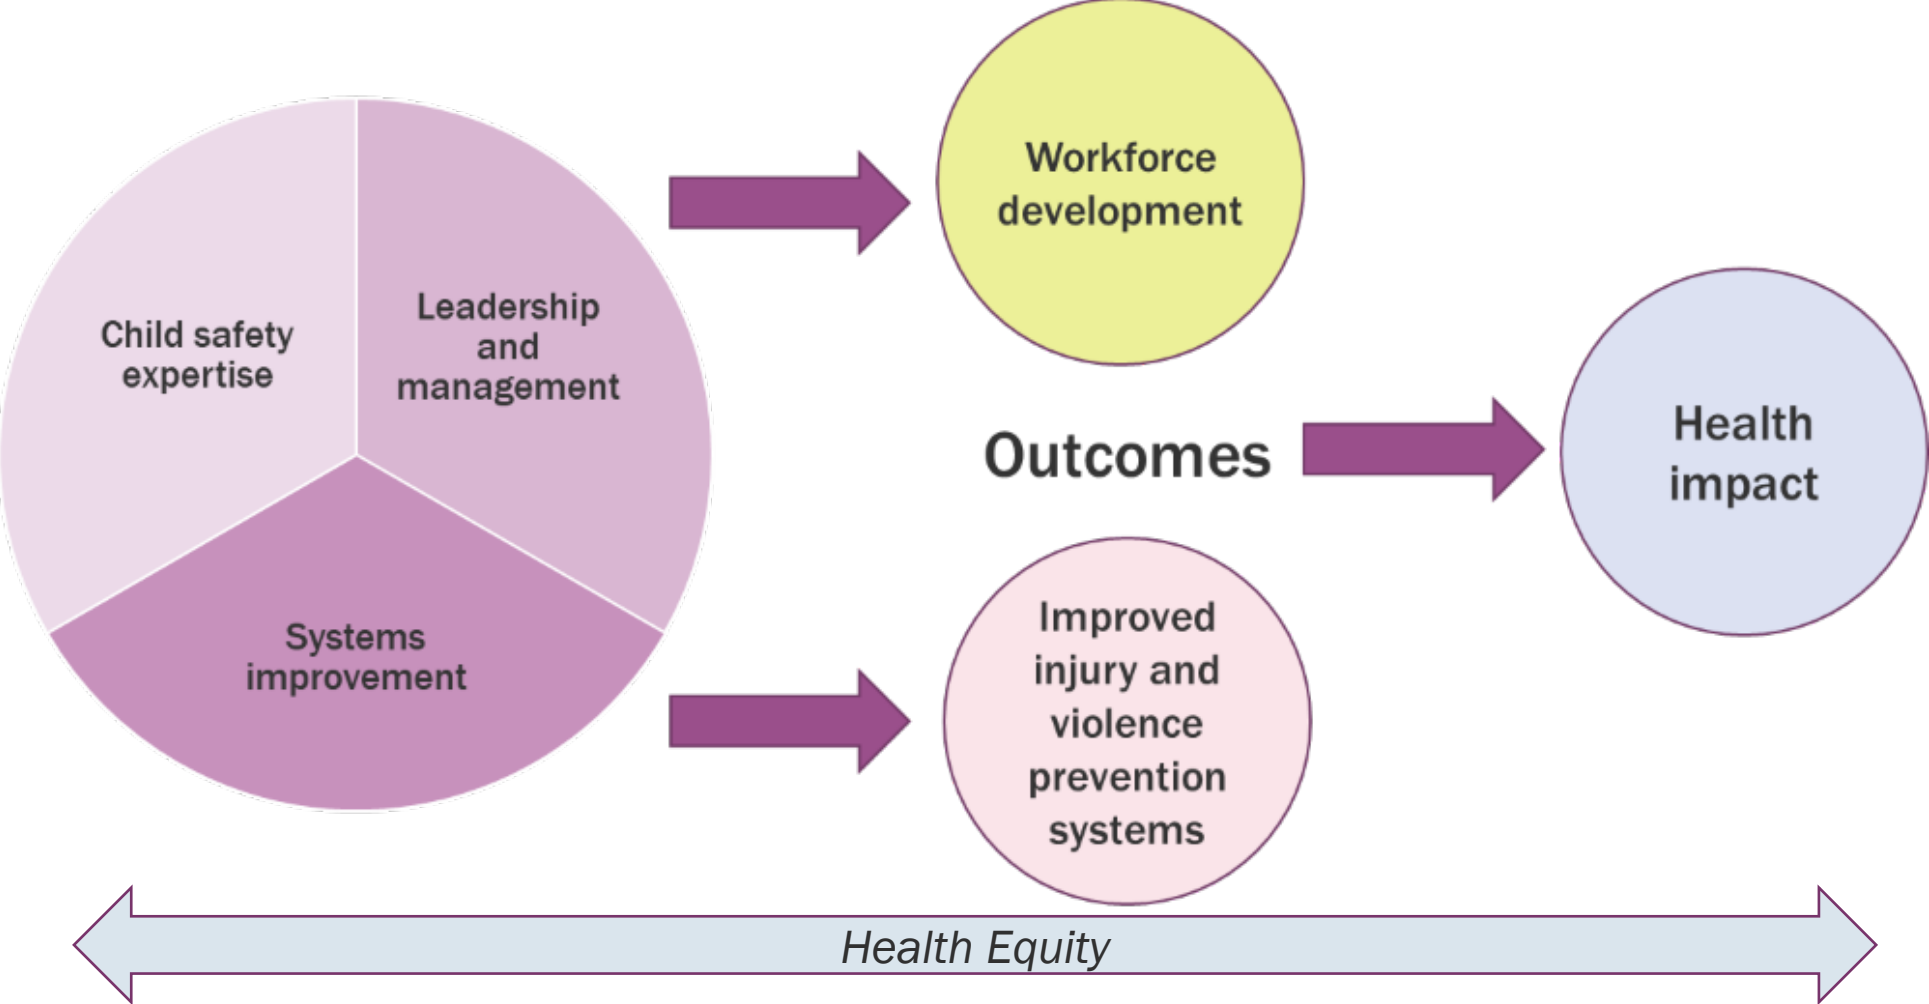 Child safety
expertise
Leadership
and
management
Systems
improvement
Workforce
development
Outcomes
Improved
injury and
violence
prevention
systems
Health
impact
Health Equity